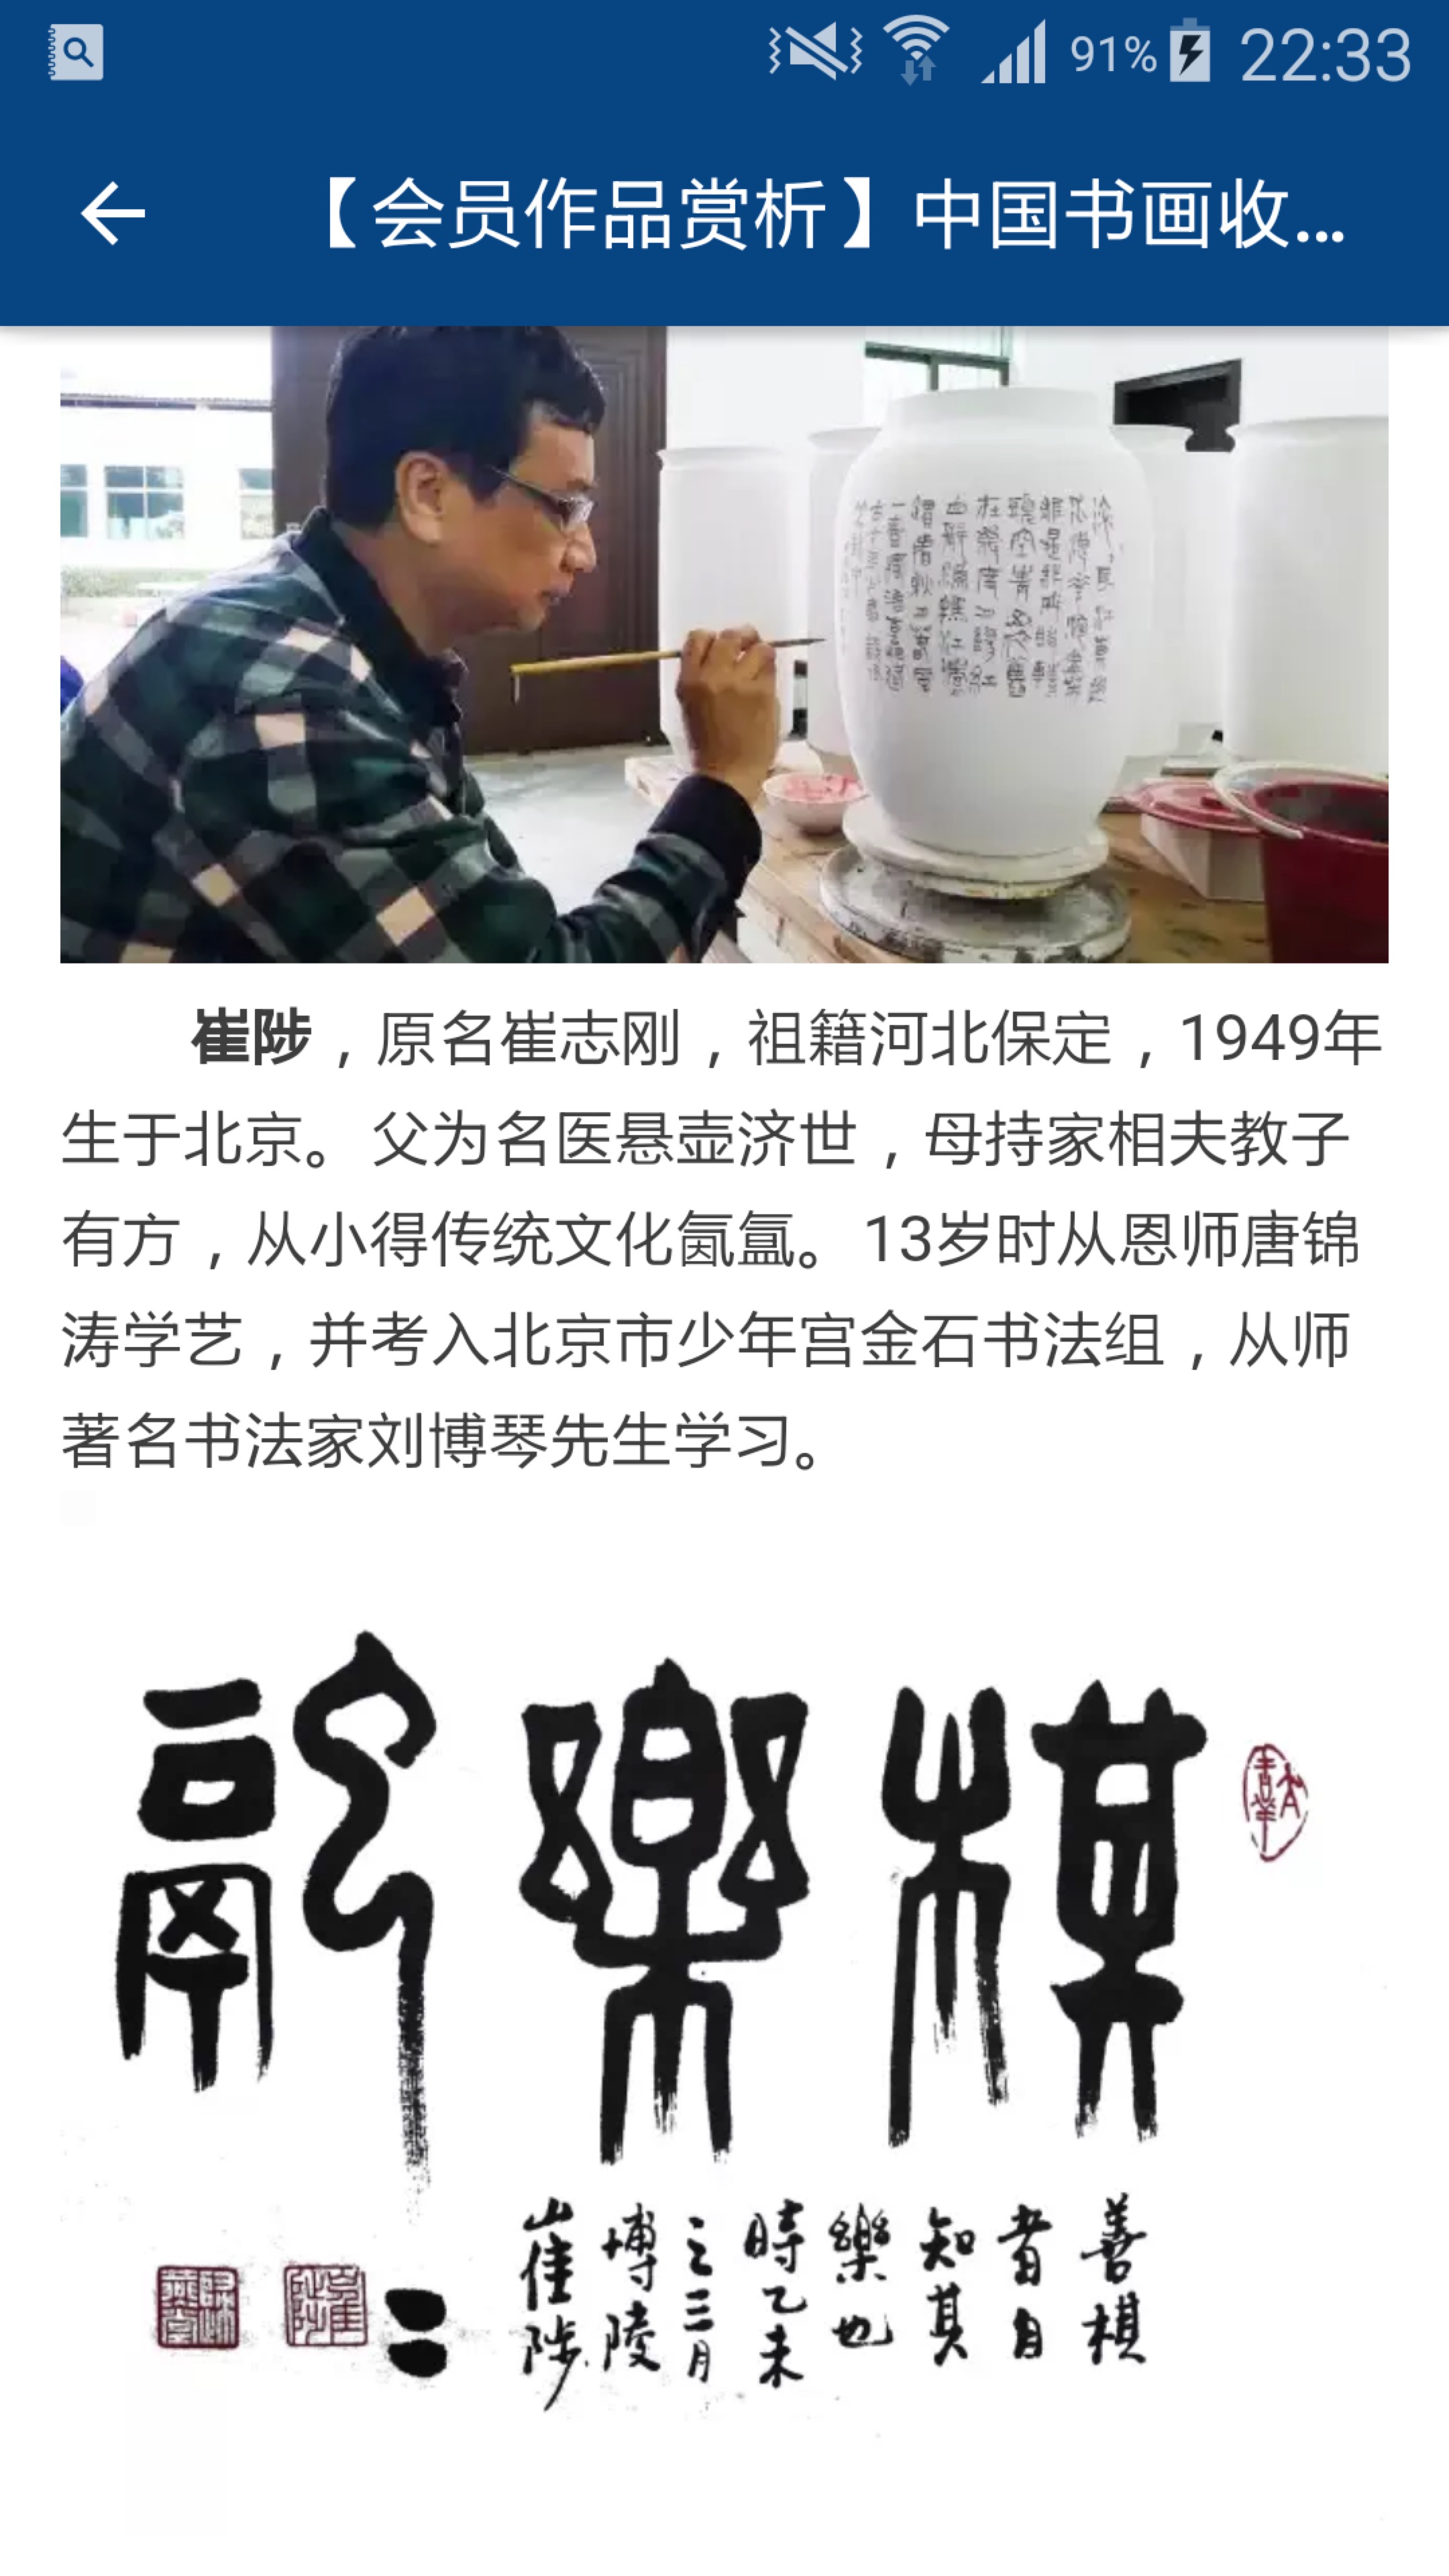 91% 22:33
【会员作品赏析】中国书画收...
崔陟，原名崔志刚，祖籍河北保定，1949年
生于北京。父为名医悬壶济世，母持家相夫教子
有方，从小得传统文化氤氲。13岁时从恩师唐锦
涛学艺，并考入北京市少年宫金石书法组，从师
著名书法家刘博琴先生学习。
棋樂融
善棋
者自
知其
樂也
時乙未
之三月
博陵
崔陟